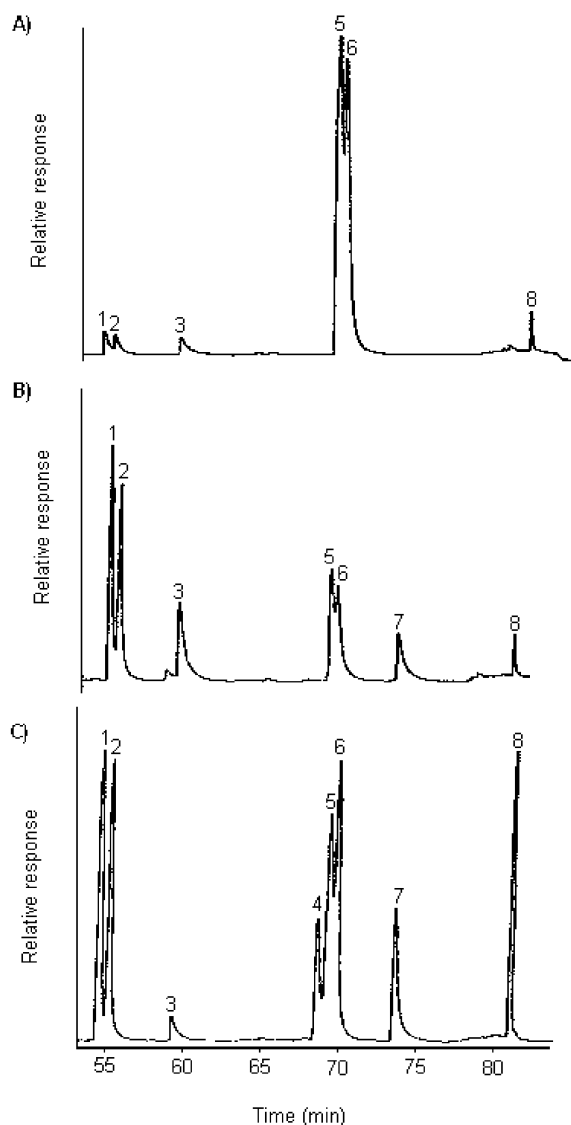 A)
Relative response
1 2 3 5 6 8
B)
Relative response
1 2 3 5 6 7 8
C)
Relative response
1 2 3 4 5 6 7 8
55 60 65 70 75 80
Time (min)